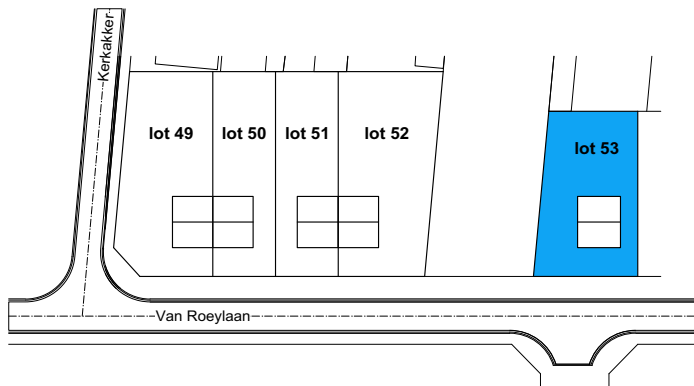 Kerkakker
lot 49
lot 50
lot 51
lot 52
lot 53
Van Roeylaan